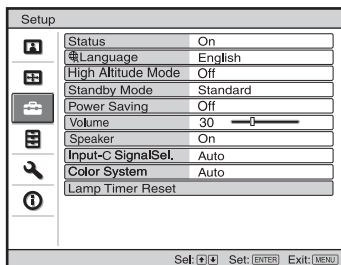 Setup
Status On
Language English
High Altitude Mode Off
Standby Mode Standard
Power Saving Off
Volume 30
Speaker On
Input-C SignalSel. Auto
Color System Auto
Lamp Timer Reset
Sel: Set: ENTER Exit: MENU